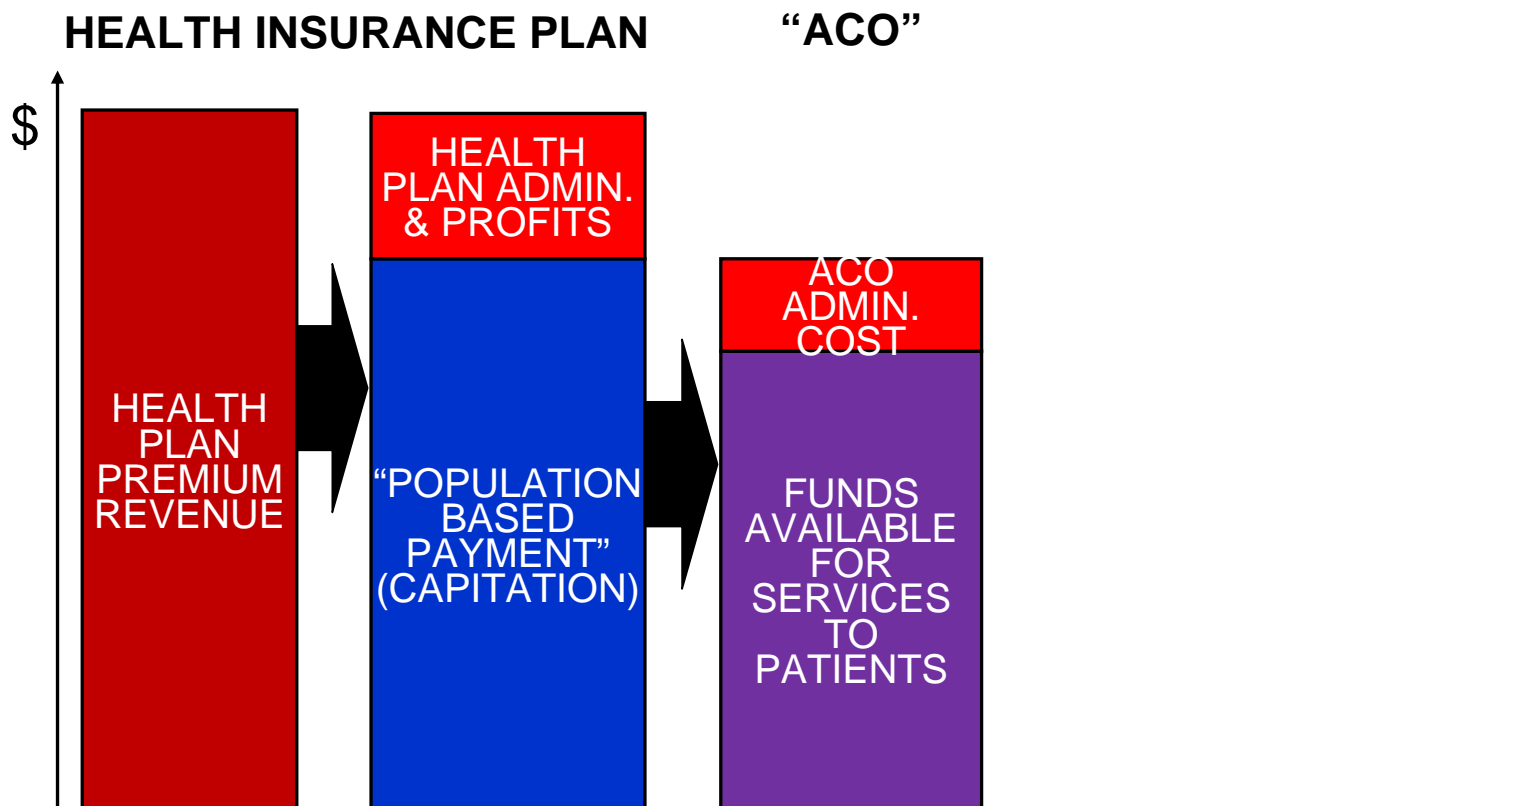 HEALTH INSURANCE PLAN
“ACO”
$
HEALTH
PLAN
PREMIUM
REVENUE
HEALTH
PLAN ADMIN.
& PROFITS
“POPULATION
BASED
PAYMENT”
(CAPITATION)
ACO
ADMIN.
COST
FUNDS
AVAILABLE
FOR
SERVICES
TO
PATIENTS